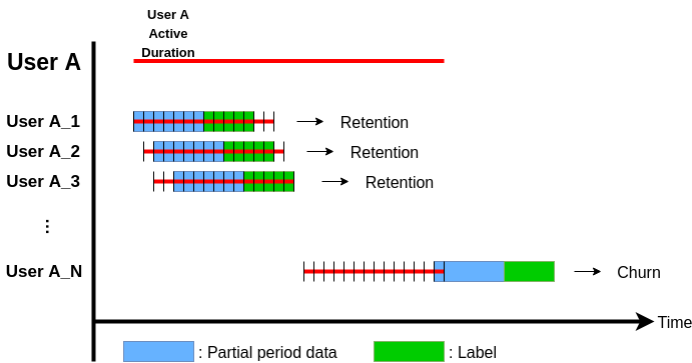 User A
Active
Duration
User A
User A_1
Retention
User A_2
Retention
User A_3
Retention
...
User A_N
Churn
Time
: Partial period data
: Label